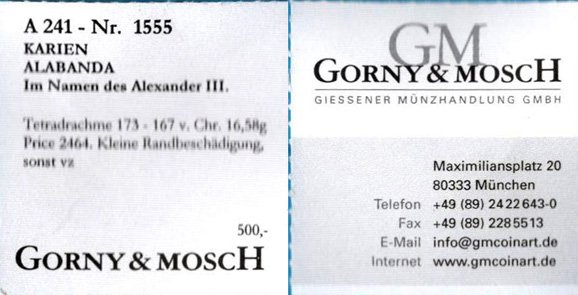 A 241 - Nr. 1555
KARIEN
ALABANDA
Im Namen des Alexander III.
Tetradrachme 173 - 167 v. Chr. 16,58g
Price 2464. Kleine Randbeschädigung,
sonst vz
500,-
GORNY & MOSCH
GM
GORNY & MOSCH
GIESSENER MÜNZHANDLUNG GMBH
Maximiliansplatz 20
80333 München
Telefon +49 (89) 24 22 643-0
Fax +49 (89) 228 55 13
E-Mail info@gmcoinart.de
Internet www.gmcoinart.de